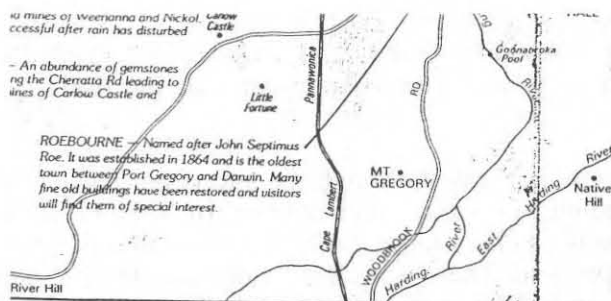 mines of Weerianna and Nickol.
ccessful after rain has disturbed
- An abundance of gemstones
ng the Cherratta Rd leading to
ines of Carlow Castle and
Carlow
Castle
Little
Fortune
Pannawonica
RD
HALL
Pool
ROEBOURNE - Named after John Septimus
Roe. It was established in 1864 and is the oldest
town between Port Gregory and Darwin. Many
fine old buildings have been restored and visitors
will find them of special interest.
MT
GREGORY
Cape Lambert
WOODBROOK
Harding
River
East
Harding
River
Native
Hill
River Hill